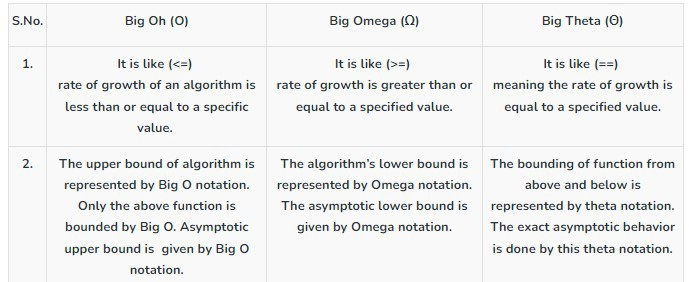 S.No. Big Oh (O) Big Omega (Ω) Big Theta (Θ)
1.
It is like (<=)
rate of growth of an algorithm is
less than or equal to a specific
value.
It is like (>=)
rate of growth is greater than or
equal to a specified value.
It is like (==)
meaning the rate of growth is
equal to a specified value.
2.
The upper bound of algorithm is
represented by Big O notation.
Only the above function is
bounded by Big O. Asymptotic
upper bound is given by Big O
notation.
The algorithm’s lower bound is
represented by Omega notation.
The asymptotic lower bound is
given by Omega notation.
The bounding of function from
above and below is
represented by theta notation.
The exact asymptotic behavior
is done by this theta notation.